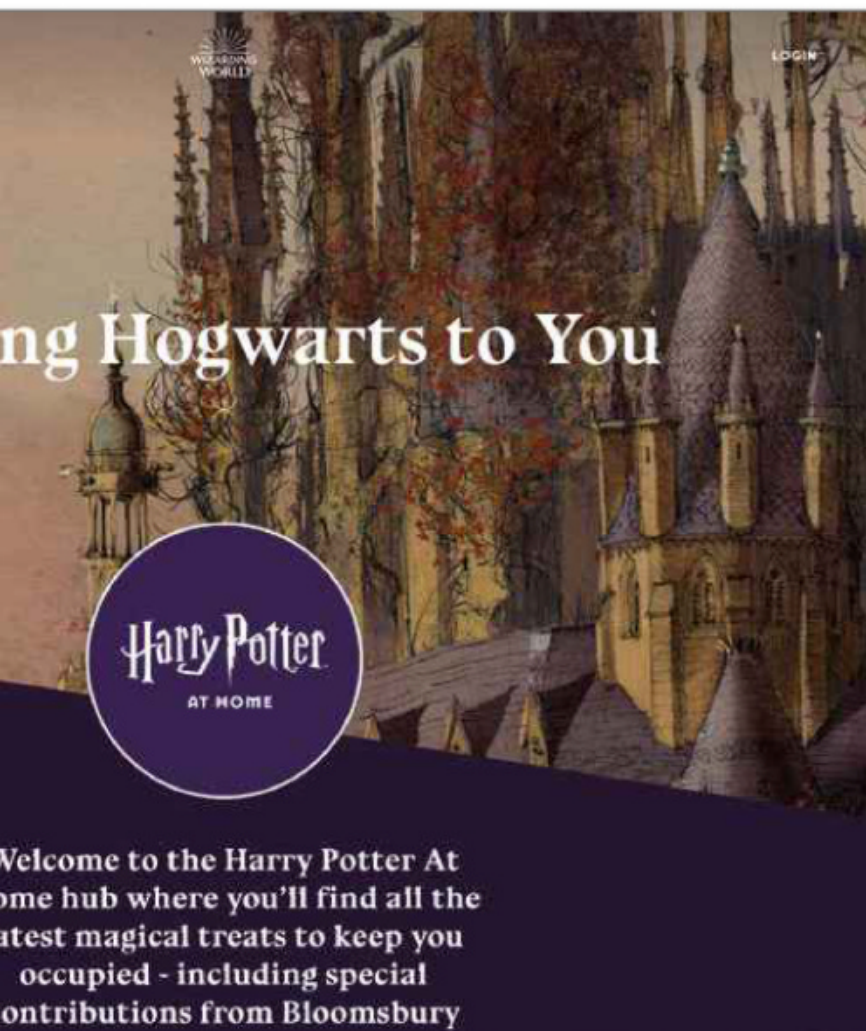 WIZARDING
WORLD
LOGIN
ng Hogwarts to You
Harry Potter
AT HOME
Welcome to the Harry Potter At
ome hub where you'll find all the
atest magical treats to keep you
occupied - including special
ontributions from Bloomsbury